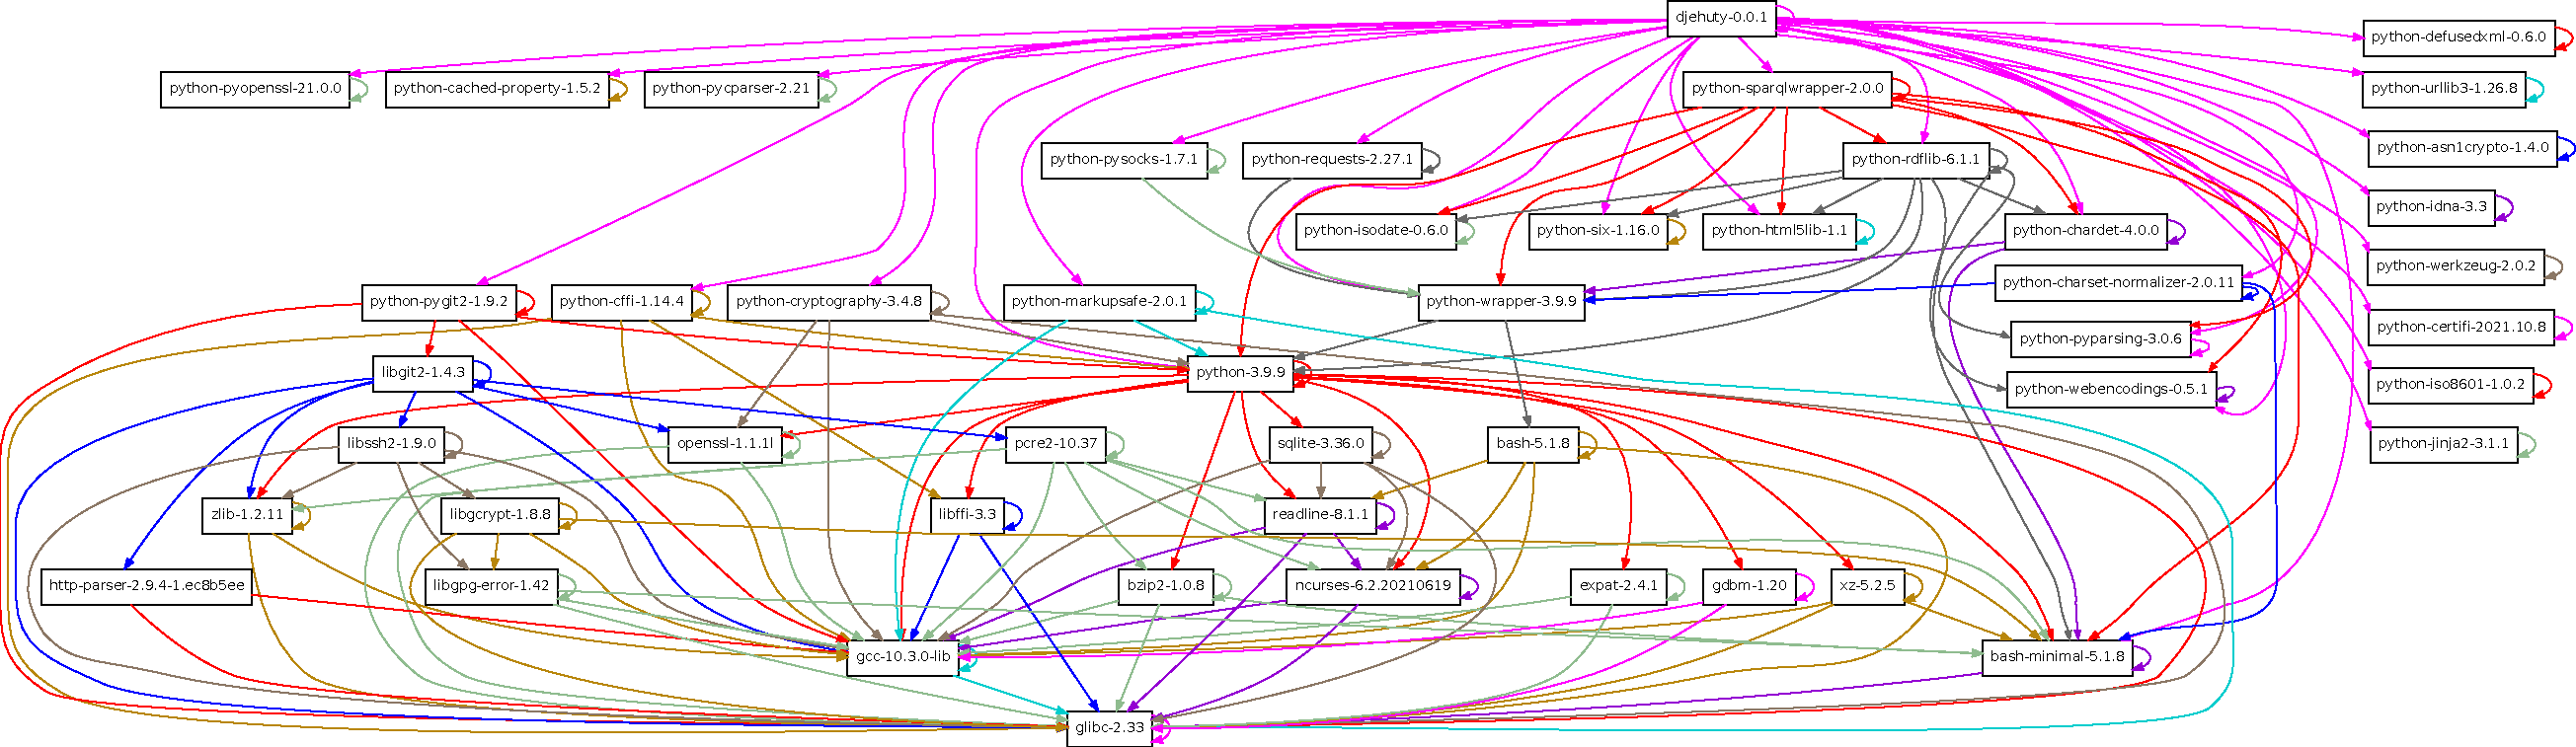 djehuty-0.0.1
python-defusedxml-0.6.0
python-pyopenssl-21.0.0
python-cached-property-1.5.2
python-pycparser-2.21
python-sparqlwrapper-2.0.0
python-urllib3-1.26.8
python-pysocks-1.7.1
python-requests-2.27.1
python-rdflib-6.1.1
python-asn1crypto-1.4.0
python-idna-3.3
python-isodate-0.6.0
python-six-1.16.0
python-html5lib-1.1
python-chardet-4.0.0
python-werkzeug-2.0.2
python-charset-normalizer-2.0.11
python-pygit2-1.9.2
python-cffi-1.14.4
python-cryptography-3.4.8
python-markupsafe-2.0.1
python-wrapper-3.9.9
python-certifi-2021.10.8
python-pyparsing-3.0.6
libgit2-1.4.3
python-3.9.9
python-iso8601-1.0.2
python-webencodings-0.5.1
libssh2-1.9.0
openssl-1.1.1l
pcre2-10.37
sqlite-3.36.0
bash-5.1.8
python-jinja2-3.1.1
zlib-1.2.11
libgcrypt-1.8.8
libffi-3.3
readline-8.1.1
http-parser-2.9.4-1.ec8b5ee
libgpg-error-1.42
bzip2-1.0.8
ncurses-6.2.20210619
expat-2.4.1
gdbm-1.20
xz-5.2.5
gcc-10.3.0-lib
bash-minimal-5.1.8
glibc-2.33